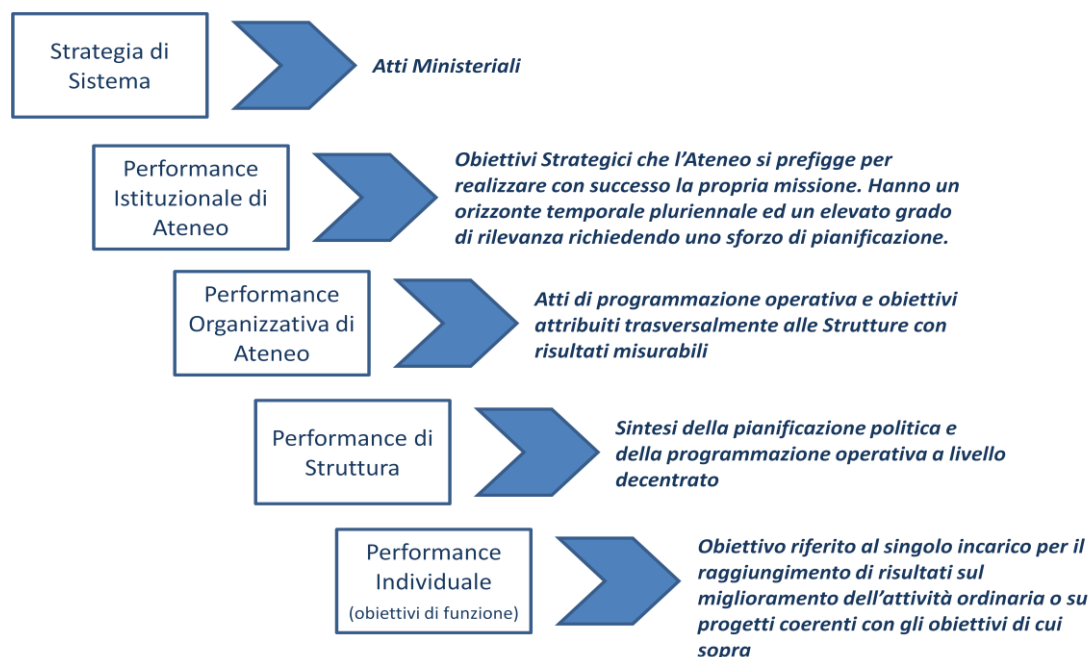 Strategia di
Sistema
Atti Ministeriali
Performance
Istituzionale di
Ateneo
Obiettivi Strategici che l'Ateneo si prefigge per
realizzare con successo la propria missione. Hanno un
orizzonte temporale pluriennale ed un elevato grado
di rilevanza richiedendo uno sforzo di pianificazione.
Performance
Organizzativa di
Ateneo
Atti di programmazione operativa e obiettivi
attribuiti trasversalmente alle Strutture con
risultati misurabili
Performance di
Struttura
Sintesi della pianificazione politica e
della programmazione operativa a livello
decentrato
Performance
Individuale
(obiettivi di funzione)
Obiettivo riferito al singolo incarico per il
raggiungimento di risultati sul
miglioramento dell'attività ordinaria o su
progetti coerenti con gli obiettivi di cui
sopra